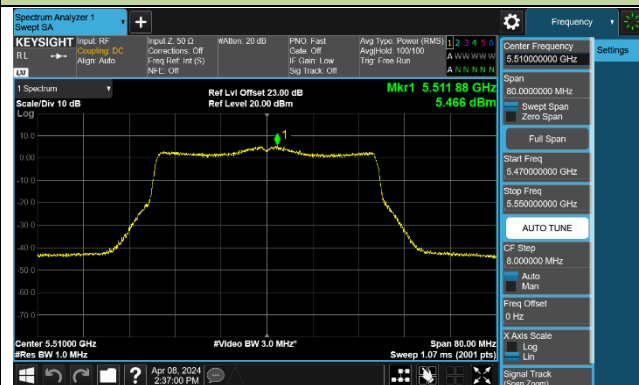 Spectrum Analyzer 1
Swept SA
Frequency
KEYSIGHT
Input: RF
Input Z: 50 Ω
#Atten: 20 dB
PNO: Fast
Avg Type: Power (RMS)
1 2 3 4 5 6
RL
Coupling: DC
Corrections: Off
Gate: Off
Avg|Hold: 100/100
A W W W W W
Align: Auto
Freq Ref: Int (S)
IF Gain: Low
Trig: Free Run
LXI
NFE: Off
Sig Track: Off
A N N N N N
1 Spectrum
Ref Lvl Offset 23.00 dB
Mkr1 5.511 88 GHz
Scale/Div 10 dB
Ref Level 20.00 dBm
5.466 dBm
Log
1
10.0
0.00
-10.0
-20.0
-30.0
-40.0
-50.0
-60.0
-70.0
Center 5.51000 GHz
#Video BW 3.0 MHz*
Span 80.00 MHz
#Res BW 1.0 MHz
Sweep 1.07 ms (2001 pts)
Apr 08, 2024
2:37:00 PM
Center Frequency
5.510000000 GHz
Settings
Span
80.0000000 MHz
Swept Span
Zero Span
Full Span
Start Freq
5.470000000 GHz
Stop Freq
5.550000000 GHz
AUTO TUNE
CF Step
8.000000 MHz
Auto
Man
Freq Offset
0 Hz
X Axis Scale
Log
Lin
Signal Track
(Span Zoom)